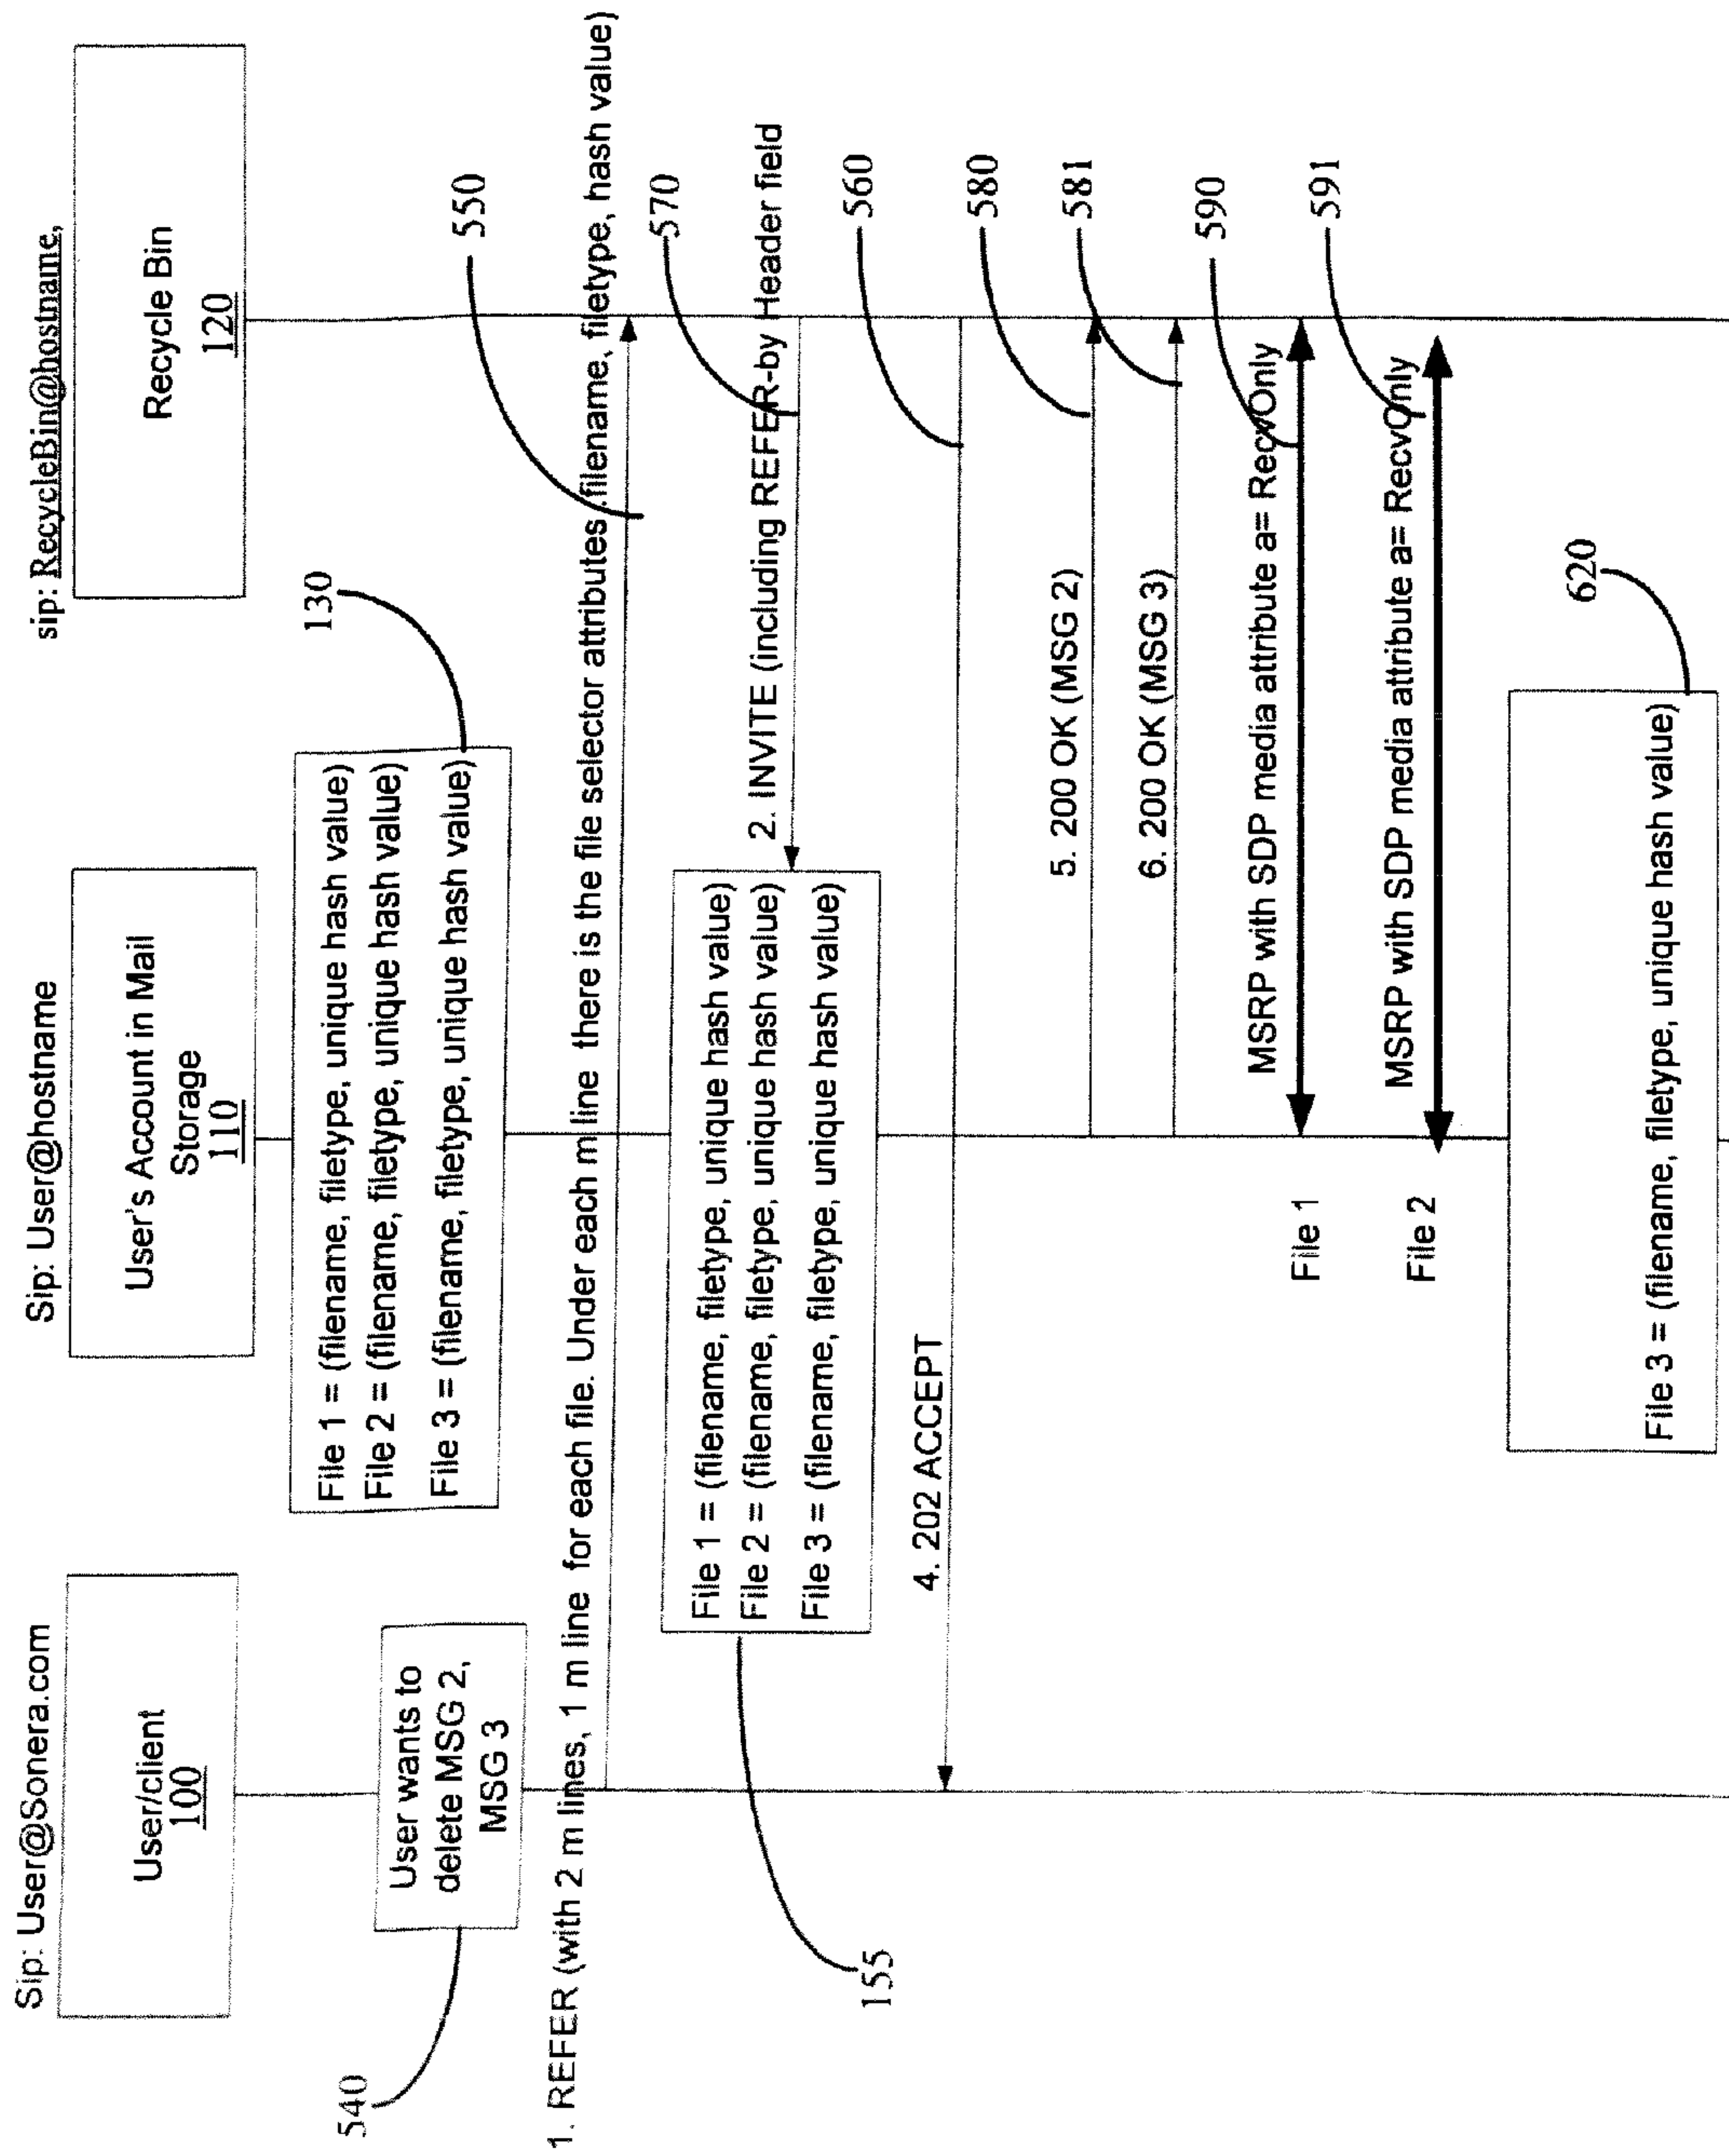 Sip: User@Sonera.com
User/client
100
Sip: User@hostname
User's Account in Mail
Storage
110
sip: RecycleBin@hostname,
Recycle Bin
120
File 1 = (filename, filetype, unique hash value)
File 2 = (filename, filetype, unique hash value)
File 3 = (filename, filetype, unique hash value)
130
540
User wants to
delete MSG 2,
MSG 3
550
1. REFER (with 2 m lines, 1 m line for each file. Under each m line there is the file selector attributes :filename, filetype, hash value)
570
2. INVITE (including REFER-by Header field
File 1 = (filename, filetype, unique hash value)
File 2 = (filename, filetype, unique hash value)
File 3 = (filename, filetype, unique hash value)
155
560
4. 202 ACCEPT
580
5. 200 OK (MSG 2)
581
6. 200 OK (MSG 3)
590
MSRP with SDP media attribute a= RecvOnly
File 1
591
MSRP with SDP media attribute a= RecvOnly
File 2
620
File 3 = (filename, filetype, unique hash value)